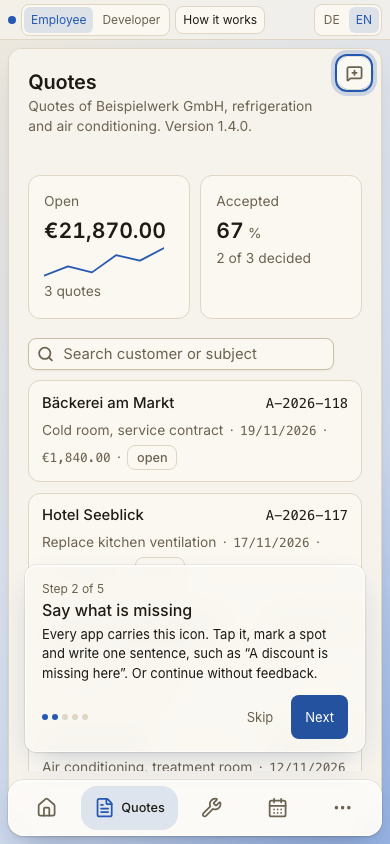 Employee Developer How it works DE EN
Quotes
Quotes of Beispielwerk GmbH, refrigeration
and air conditioning. Version 1.4.0.
Open
€21,870.00
3 quotes
Accepted
67 %
2 of 3 decided
Search customer or subject
Bäckerei am Markt A-2026-118
Cold room, service contract · 19/11/2026 ·
€1,840.00 · open
Hotel Seeblick A-2026-117
Replace kitchen ventilation · 17/11/2026 ·
Step 2 of 5
Say what is missing
Every app carries this icon. Tap it, mark a spot
and write one sentence, such as “A discount is
missing here”. Or continue without feedback.
Skip Next
Air conditioning, treatment room · 12/11/2026
Quotes